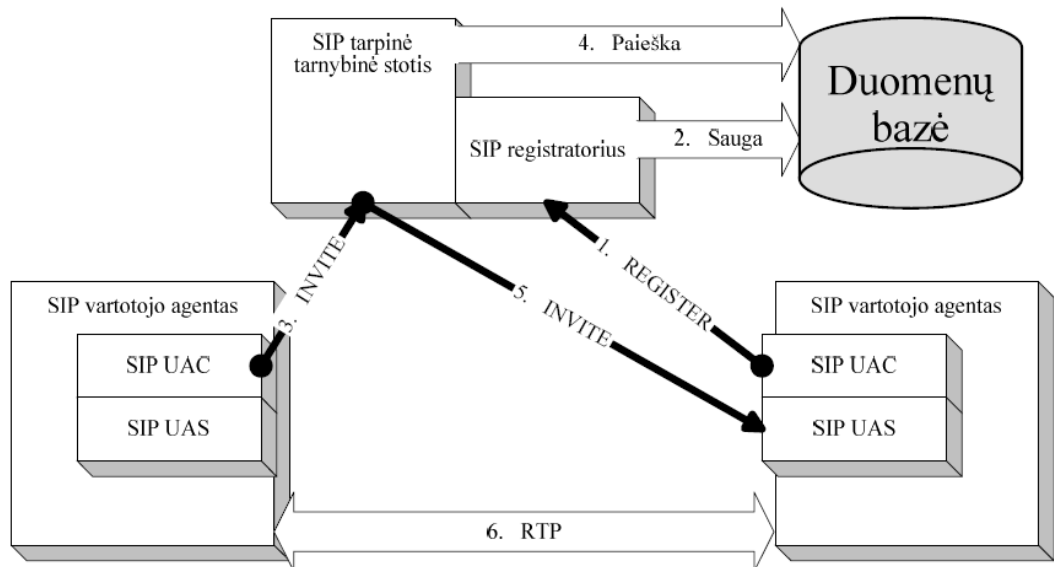 SIP tarpinė
tarnybinė stotis
4. Paieška
Duomenų
bazė
SIP registratorius
2. Sauga
3. INVITE
5. INVITE
1. REGISTER
SIP vartotojo agentas
SIP UAC
SIP UAS
SIP vartotojo agentas
SIP UAC
SIP UAS
6. RTP